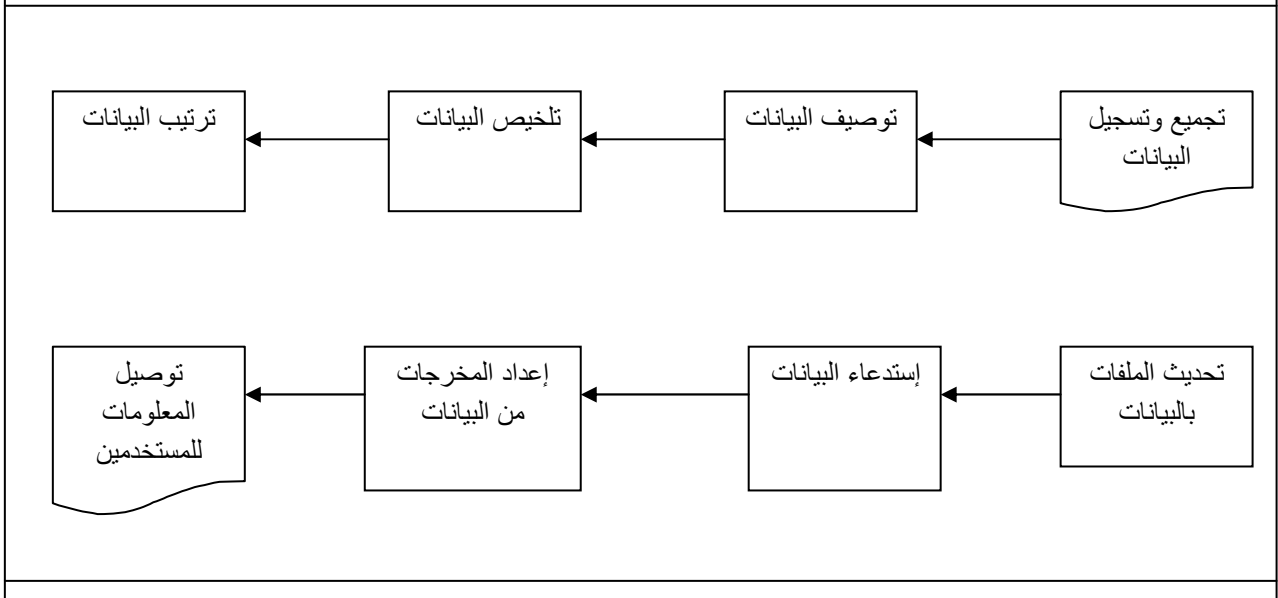 تجميع وتسجيل
البيانات
توصيف البيانات
تلخيص البيانات
ترتيب البيانات
تحديث الملفات
بالبيانات
إستدعاء البيانات
إعداد المخرجات
من البيانات
توصيل
المعلومات
للمستخدمين